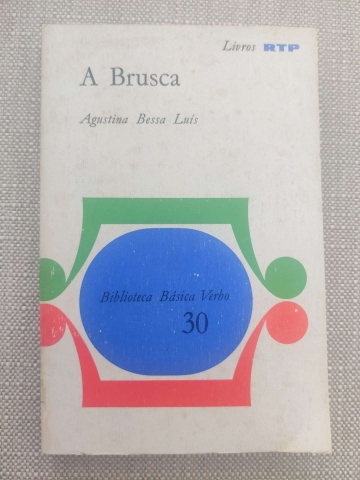 Livros RTP
A Brusca
Agustina Bessa Luís
Biblioteca Básica Verbo
30